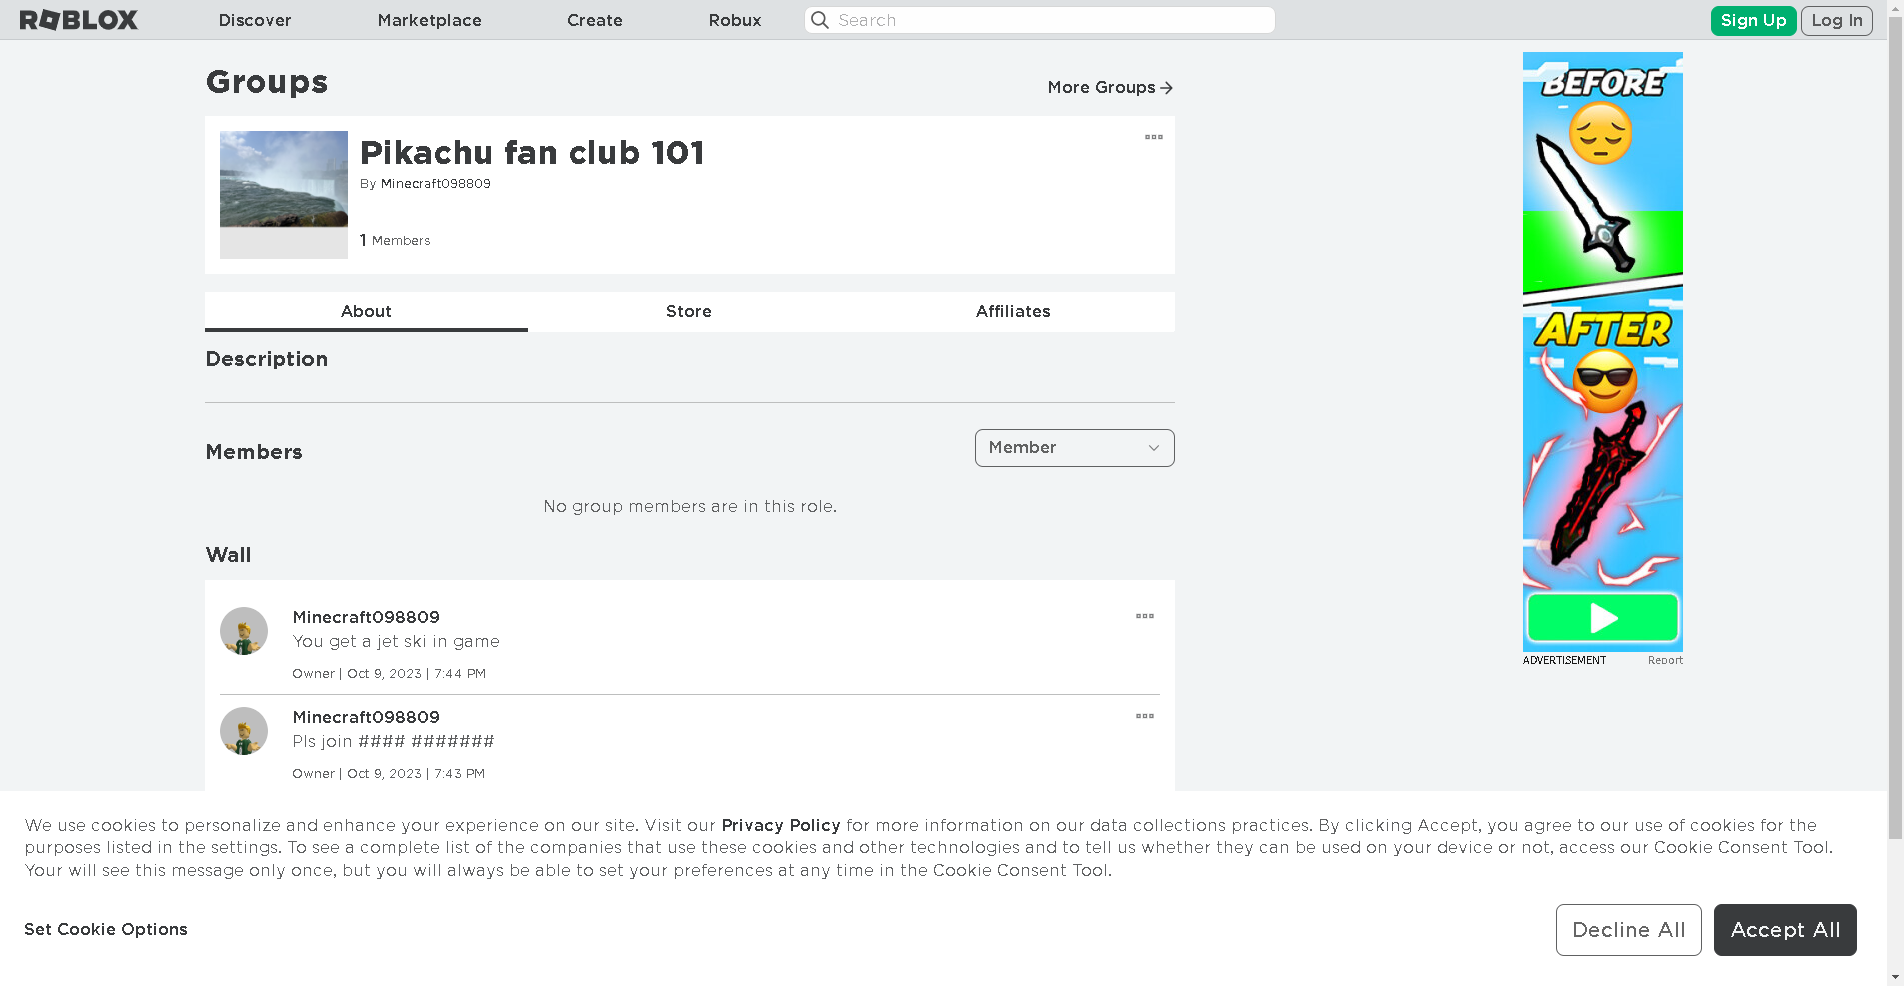 ROBLOX
Discover
Marketplace
Create
Robux
Search
Sign Up
Log In
Groups
More Groups
Pikachu fan club 101
By Minecraft098809
1 Members
About
Store
Affiliates
Description
Members
Member
No group members are in this role.
Wall
Minecraft098809
You get a jet ski in game
Owner | Oct 9, 2023 | 7:44 PM
Minecraft098809
Pls join #### #######
Owner | Oct 9, 2023 | 7:43 PM
BEFORE
AFTER
ADVERTISEMENT
Report
We use cookies to personalize and enhance your experience on our site. Visit our Privacy Policy for more information on our data collections practices. By clicking Accept, you agree to our use of cookies for the
purposes listed in the settings. To see a complete list of the companies that use these cookies and other technologies and to tell us whether they can be used on your device or not, access our Cookie Consent Tool.
Your will see this message only once, but you will always be able to set your preferences at any time in the Cookie Consent Tool.
Set Cookie Options
Decline All
Accept All